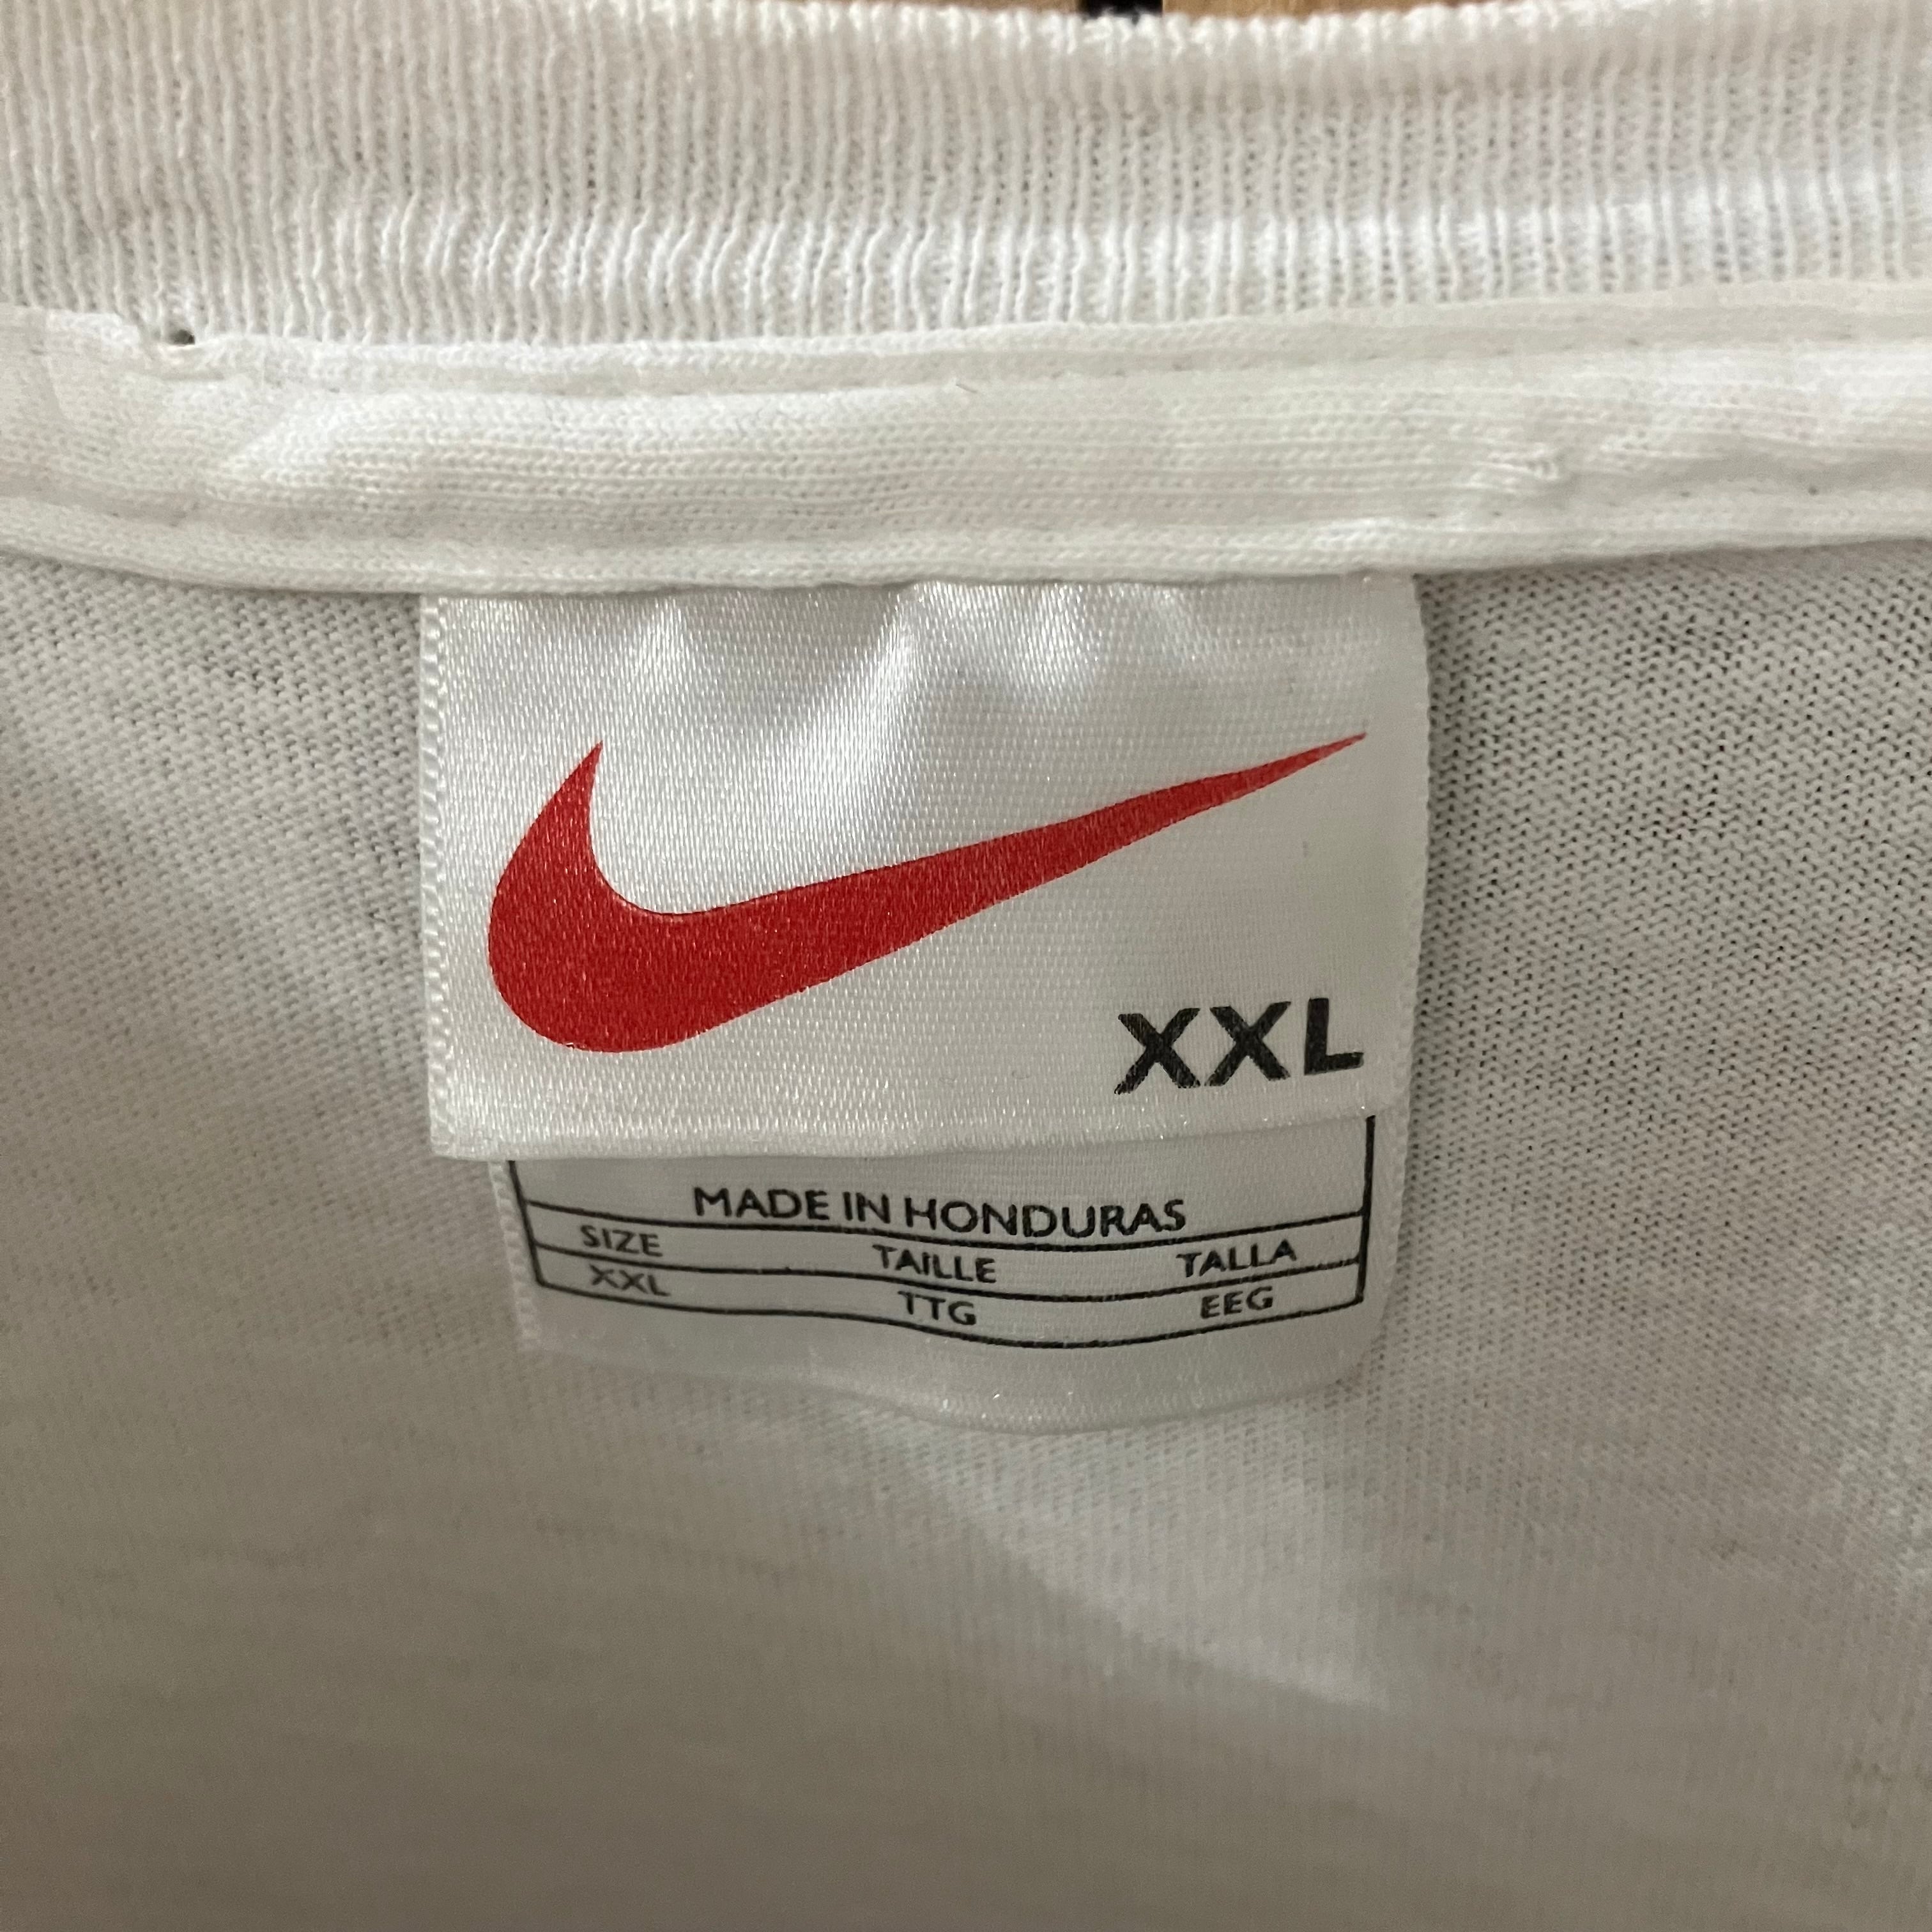 XXL
MADE IN HONDURAS
SIZE TAILLE TALLA
XXL TTG EEG